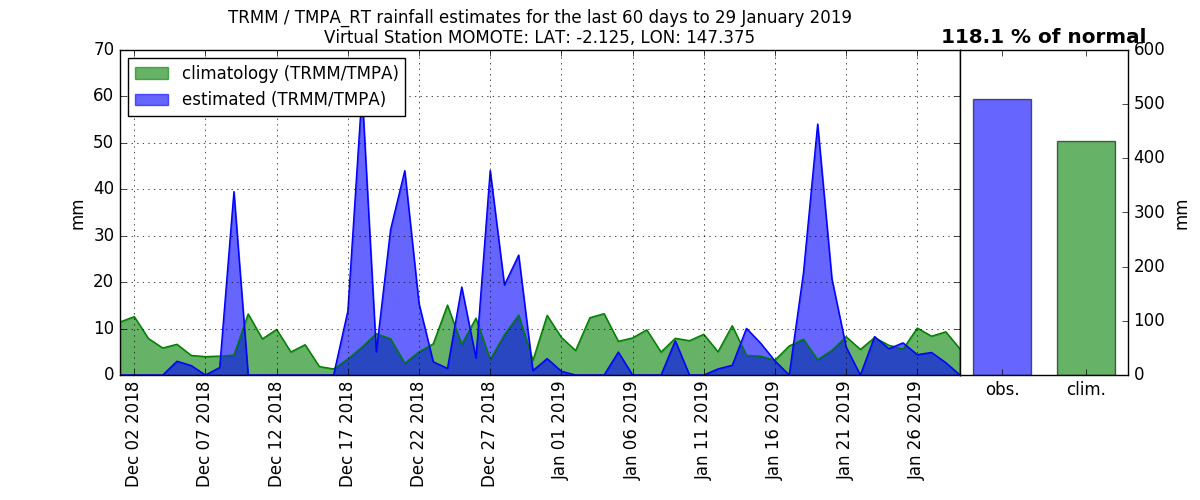 TRMM / TMPA_RT rainfall estimates for the last 60 days to 29 January 2019
Virtual Station MOMOTE: LAT: -2.125, LON: 147.375
118.1 % of normal
climatology (TRMM/TMPA)
estimated (TRMM/TMPA)
mm
70
60
50
40
30
20
10
0
Dec 02 2018
Dec 07 2018
Dec 12 2018
Dec 17 2018
Dec 22 2018
Dec 27 2018
Jan 01 2019
Jan 06 2019
Jan 11 2019
Jan 16 2019
Jan 21 2019
Jan 26 2019
600
500
400
300
200
100
0
mm
obs.
clim.